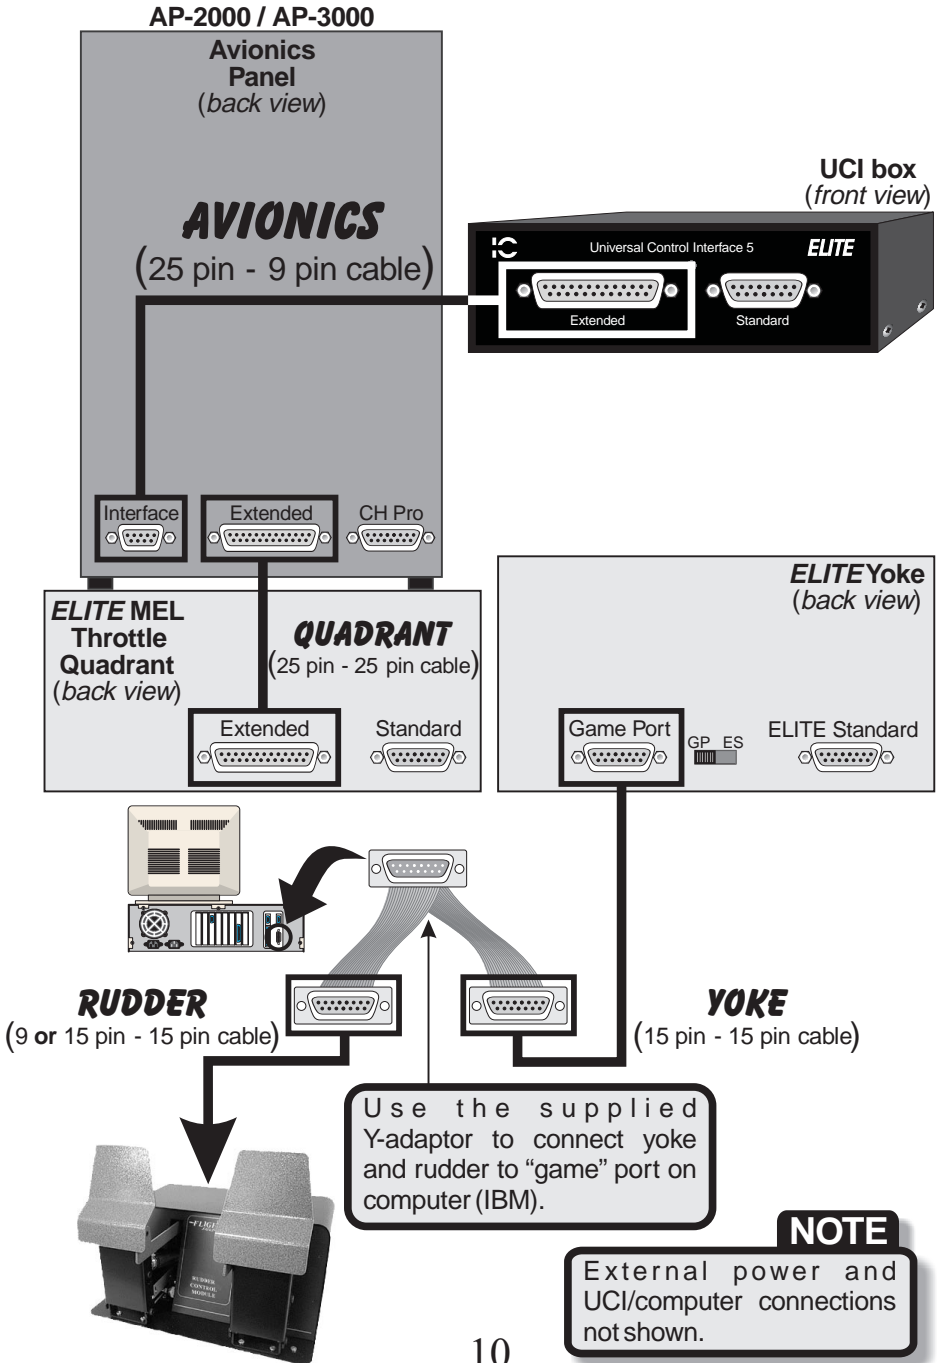 AP-2000 / AP-3000
Avionics
Panel
(back view)
UCI box
(front view)
AVIONICS
(25 pin - 9 pin cable)
IC
Universal Control Interface 5
ELITE
Extended
Standard
Interface
Extended
CH Pro
ELITE MEL
Throttle
Quadrant
(back view)
QUADRANT
(25 pin - 25 pin cable)
Extended
Standard
ELITE Yoke
(back view)
Game Port
GP ES
ELITE Standard
RUDDER
(9 or 15 pin - 15 pin cable)
YOKE
(15 pin - 15 pin cable)
Use the supplied
Y-adaptor to connect yoke
and rudder to “game” port on
computer (IBM).
RUDDER
CONTROL
MODULE
NOTE
External power and
UCI/computer connections
not shown.
10